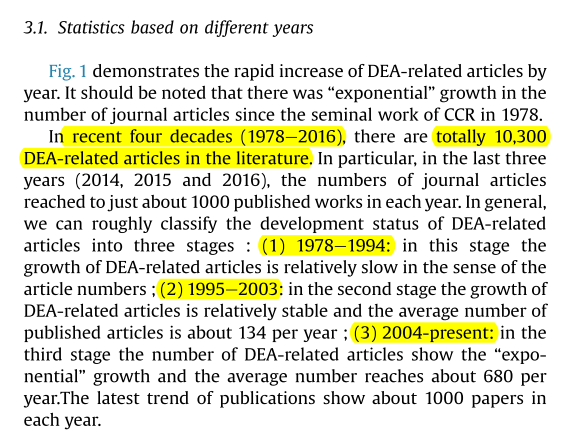 3.1. Statistics based on different years
Fig. 1 demonstrates the rapid increase of DEA-related articles by
year. It should be noted that there was “exponential” growth in the
number of journal articles since the seminal work of CCR in 1978.
In recent four decades (1978–2016), there are totally 10,300
DEA-related articles in the literature. In particular, in the last three
years (2014, 2015 and 2016), the numbers of journal articles
reached to just about 1000 published works in each year. In general,
we can roughly classify the development status of DEA-related
articles into three stages : (1) 1978–1994: in this stage the
growth of DEA-related articles is relatively slow in the sense of the
article numbers ; (2) 1995–2003: in the second stage the growth of
DEA-related articles is relatively stable and the average number of
published articles is about 134 per year ; (3) 2004-present: in the
third stage the number of DEA-related articles show the “expo-
nential” growth and the average number reaches about 680 per
year.The latest trend of publications show about 1000 papers in
each year.